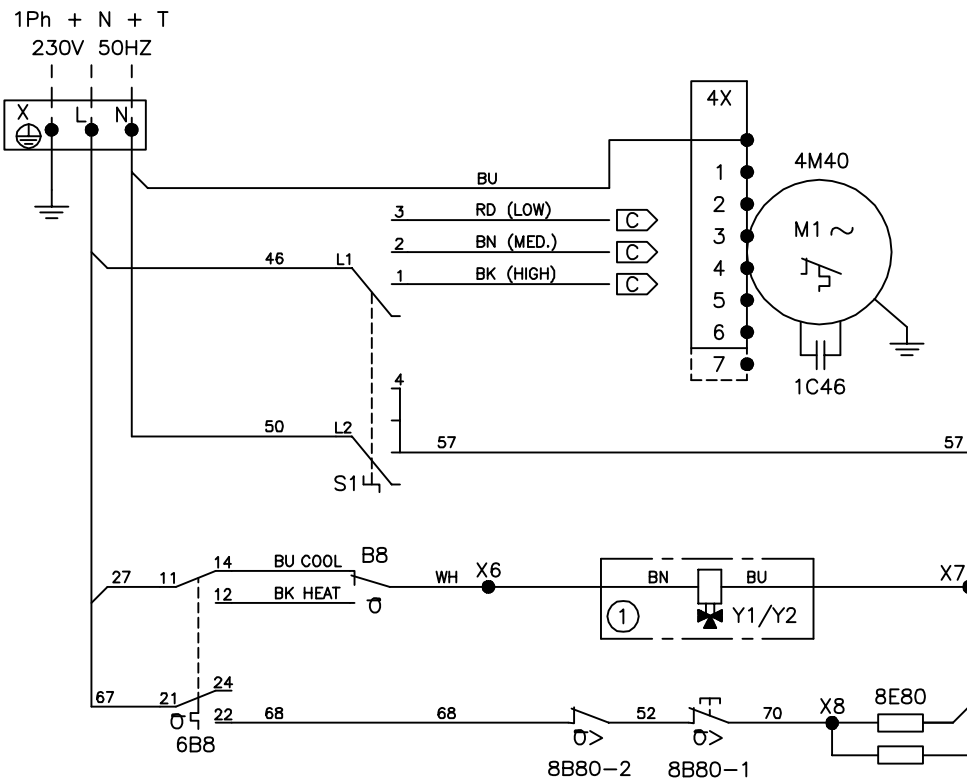 1Ph + N + T
230V 50HZ
X L N
4X
4M40
BU
1
3 RD (LOW) C
2
2 BN (MED.) C
3
M1 ~
46 L1
1 BK (HIGH) C
4
5
6
7
1C46
4
50 L2
57 57
S1
14 BU COOL B8
27 11
WH X6
BN BU
X7
12 BK HEAT
1
Y1/Y2
67 21 24
22 68 68 52 70 X8 8E80
6B8
8B80-2 8B80-1